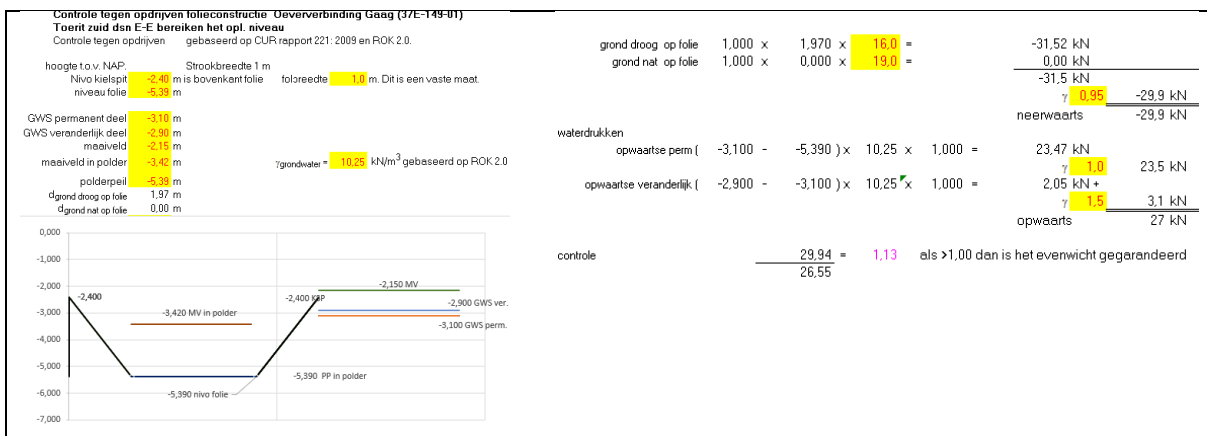 Controle tegen opdrijven folieconstructie Oeververbinding Gaag (37E-149-01)
Toerit zuid dsn E-E bereiken het opl. niveau
Controle tegen opdrijven gebaseerd op CUR rapport 221: 2009 en ROK 2.0.
hoogte t.o.v. NAP. Strookbreedte 1 m
Nivo kielspit -2,40 m is bovenkant folie folbreedte 1,0 m. Dit is een vaste maat.
niveau folie -5,39 m
GWS permanent deel -3,10 m
GWS veranderlijk deel -2,90 m
maaiveld -2,15 m
maaiveld in polder -3,42 m γgrondwater = 10,25 kN/m³ gebaseerd op ROK 2.0
polderpeil -5,39 m
dgrond droog op folie 1,97 m
dgrond nat op folie 0,00 m
0,000
-1,000
-2,000
-3,000
-4,000
-5,000
-6,000
-7,000
-2,400
-3,420 MV in polder
-2,400 KSP
-2,150 MV
-2,900 GWS ver.
-3,100 GWS perm.
-5,390 PP in polder
-5,390 nivo folie
grond droog op folie 1,000 x 1,970 x 16,0 = -31,52 kN
grond nat op folie 1,000 x 0,000 x 19,0 = 0,00 kN
-31,5 kN
γ 0,95 -29,9 kN
neerwaarts -29,9 kN
waterdrukken
opwaartse perm ( -3,100 - -5,390 ) x 10,25 x 1,000 = 23,47 kN
γ 1,0 23,5 kN
opwaartse veranderlijk ( -2,900 - -3,100 ) x 10,25 x 1,000 = 2,05 kN +
γ 1,5 3,1 kN
opwaarts 27 kN
controle 29,94 = 1,13 als >1,00 dan is het evenwicht gegarandeerd
26,55